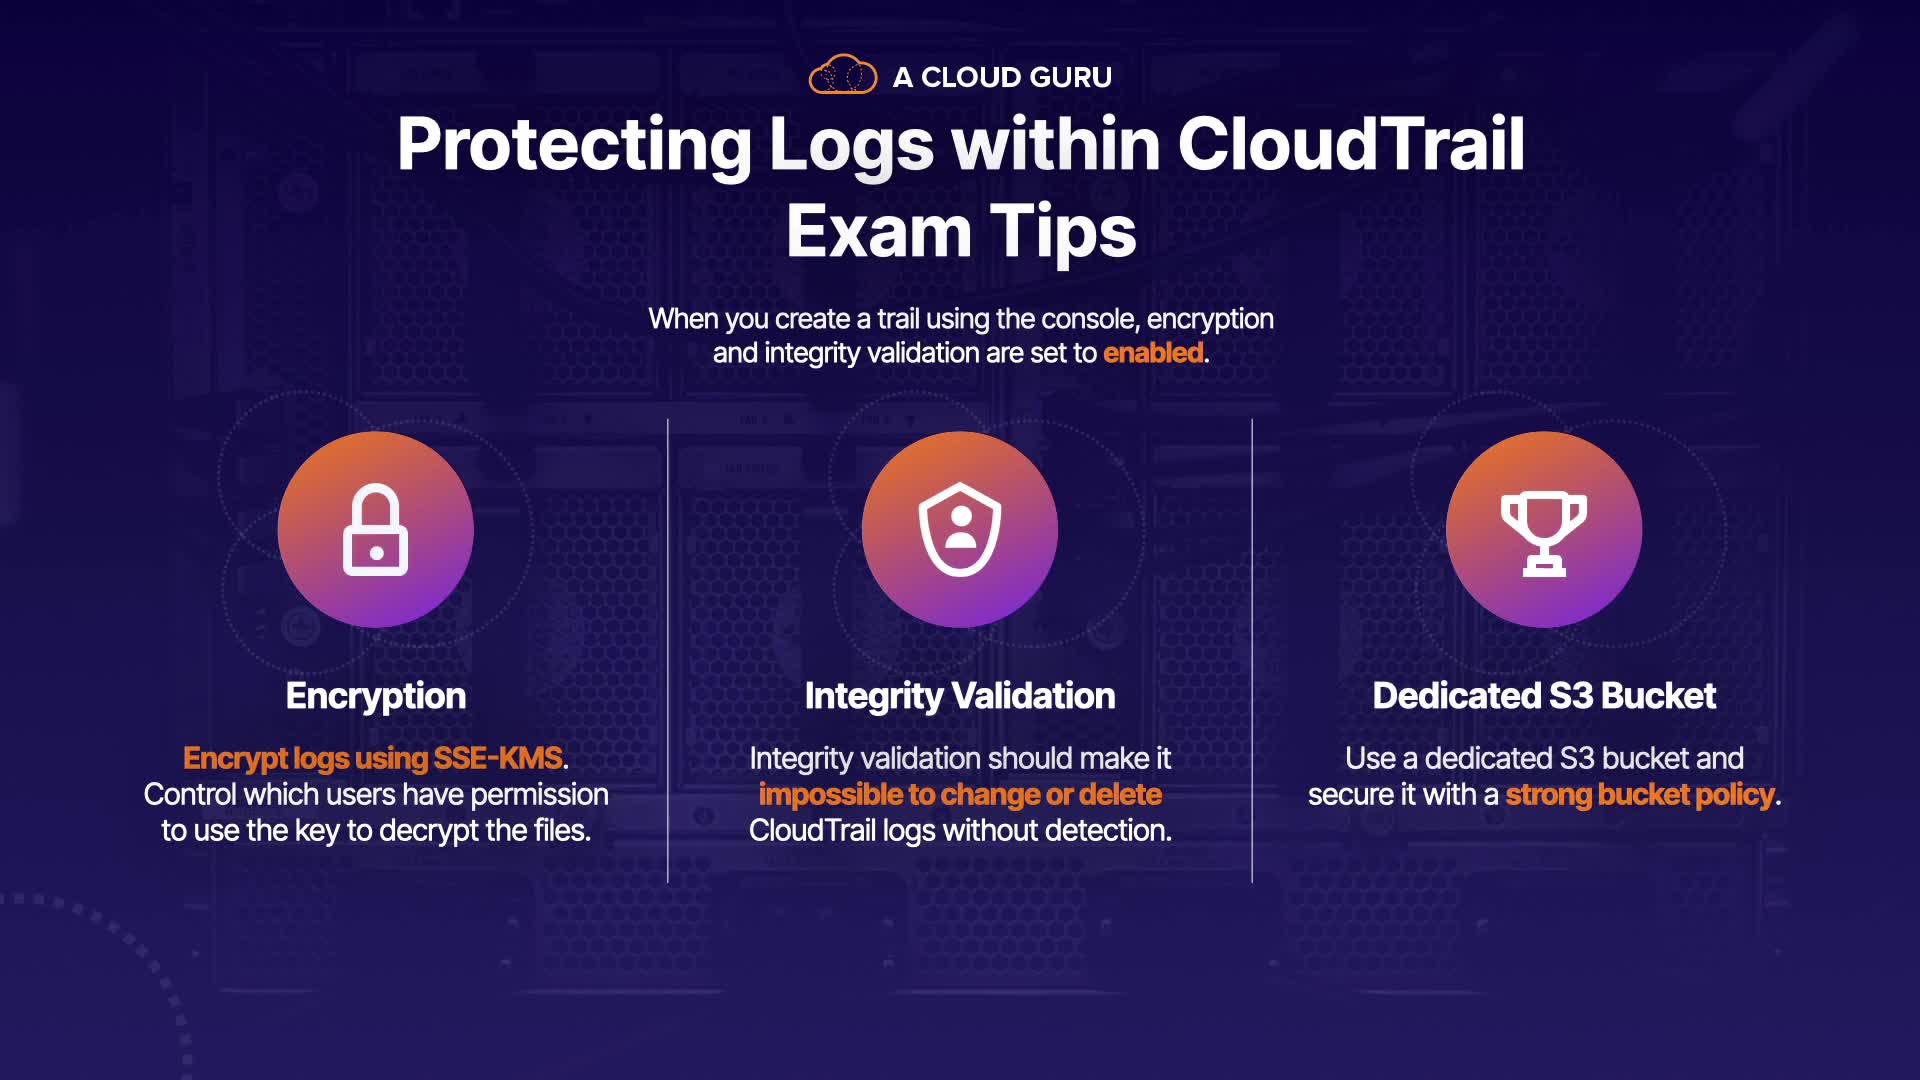 A CLOUD GURU
Protecting Logs within CloudTrail
Exam Tips
When you create a trail using the console, encryption
and integrity validation are set to enabled.
Encryption
Encrypt logs using SSE-KMS.
Control which users have permission
to use the key to decrypt the files.
Integrity Validation
Integrity validation should make it
impossible to change or delete
CloudTrail logs without detection.
Dedicated S3 Bucket
Use a dedicated S3 bucket and
secure it with a strong bucket policy.